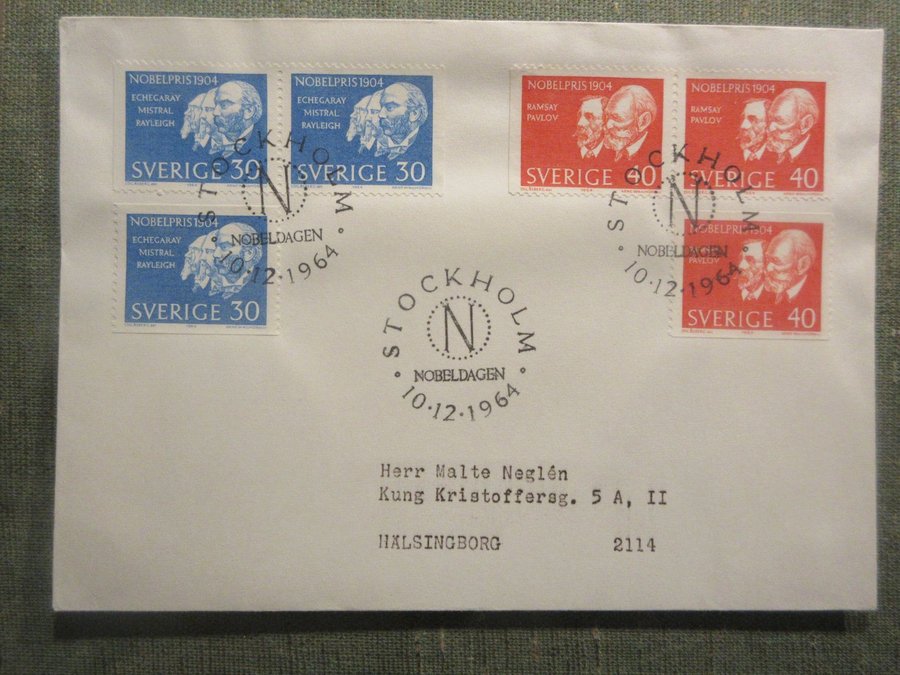 NOBELPRIS 1904
ECHEGARAY
MISTRAL
RAYLEIGH
SVERIGE 30
NOBELPRIS 1904
ECHEGARAY
MISTRAL
RAYLEIGH
SVERIGE 30
NOBELPRIS 1904
RAMSAY
PAVLOV
SVERIGE 40
NOBELPRIS 1904
RAMSAY
PAVLOV
SVERIGE 40
STOCKHOLM
N
NOBELDAGEN
10·12·1964
STOCKHOLM
N
NOBELDAGEN
10·12·1964
NOBELPRIS 1904
ECHEGARAY
MISTRAL
RAYLEIGH
SVERIGE 30
NOBELPRIS 1904
PAVLOV
SVERIGE 40
STOCKHOLM
N
NOBELDAGEN
10·12·1964
Herr Malte Neglén
Kung Kristoffersg. 5 A, II
HÄLSINGBORG 2114